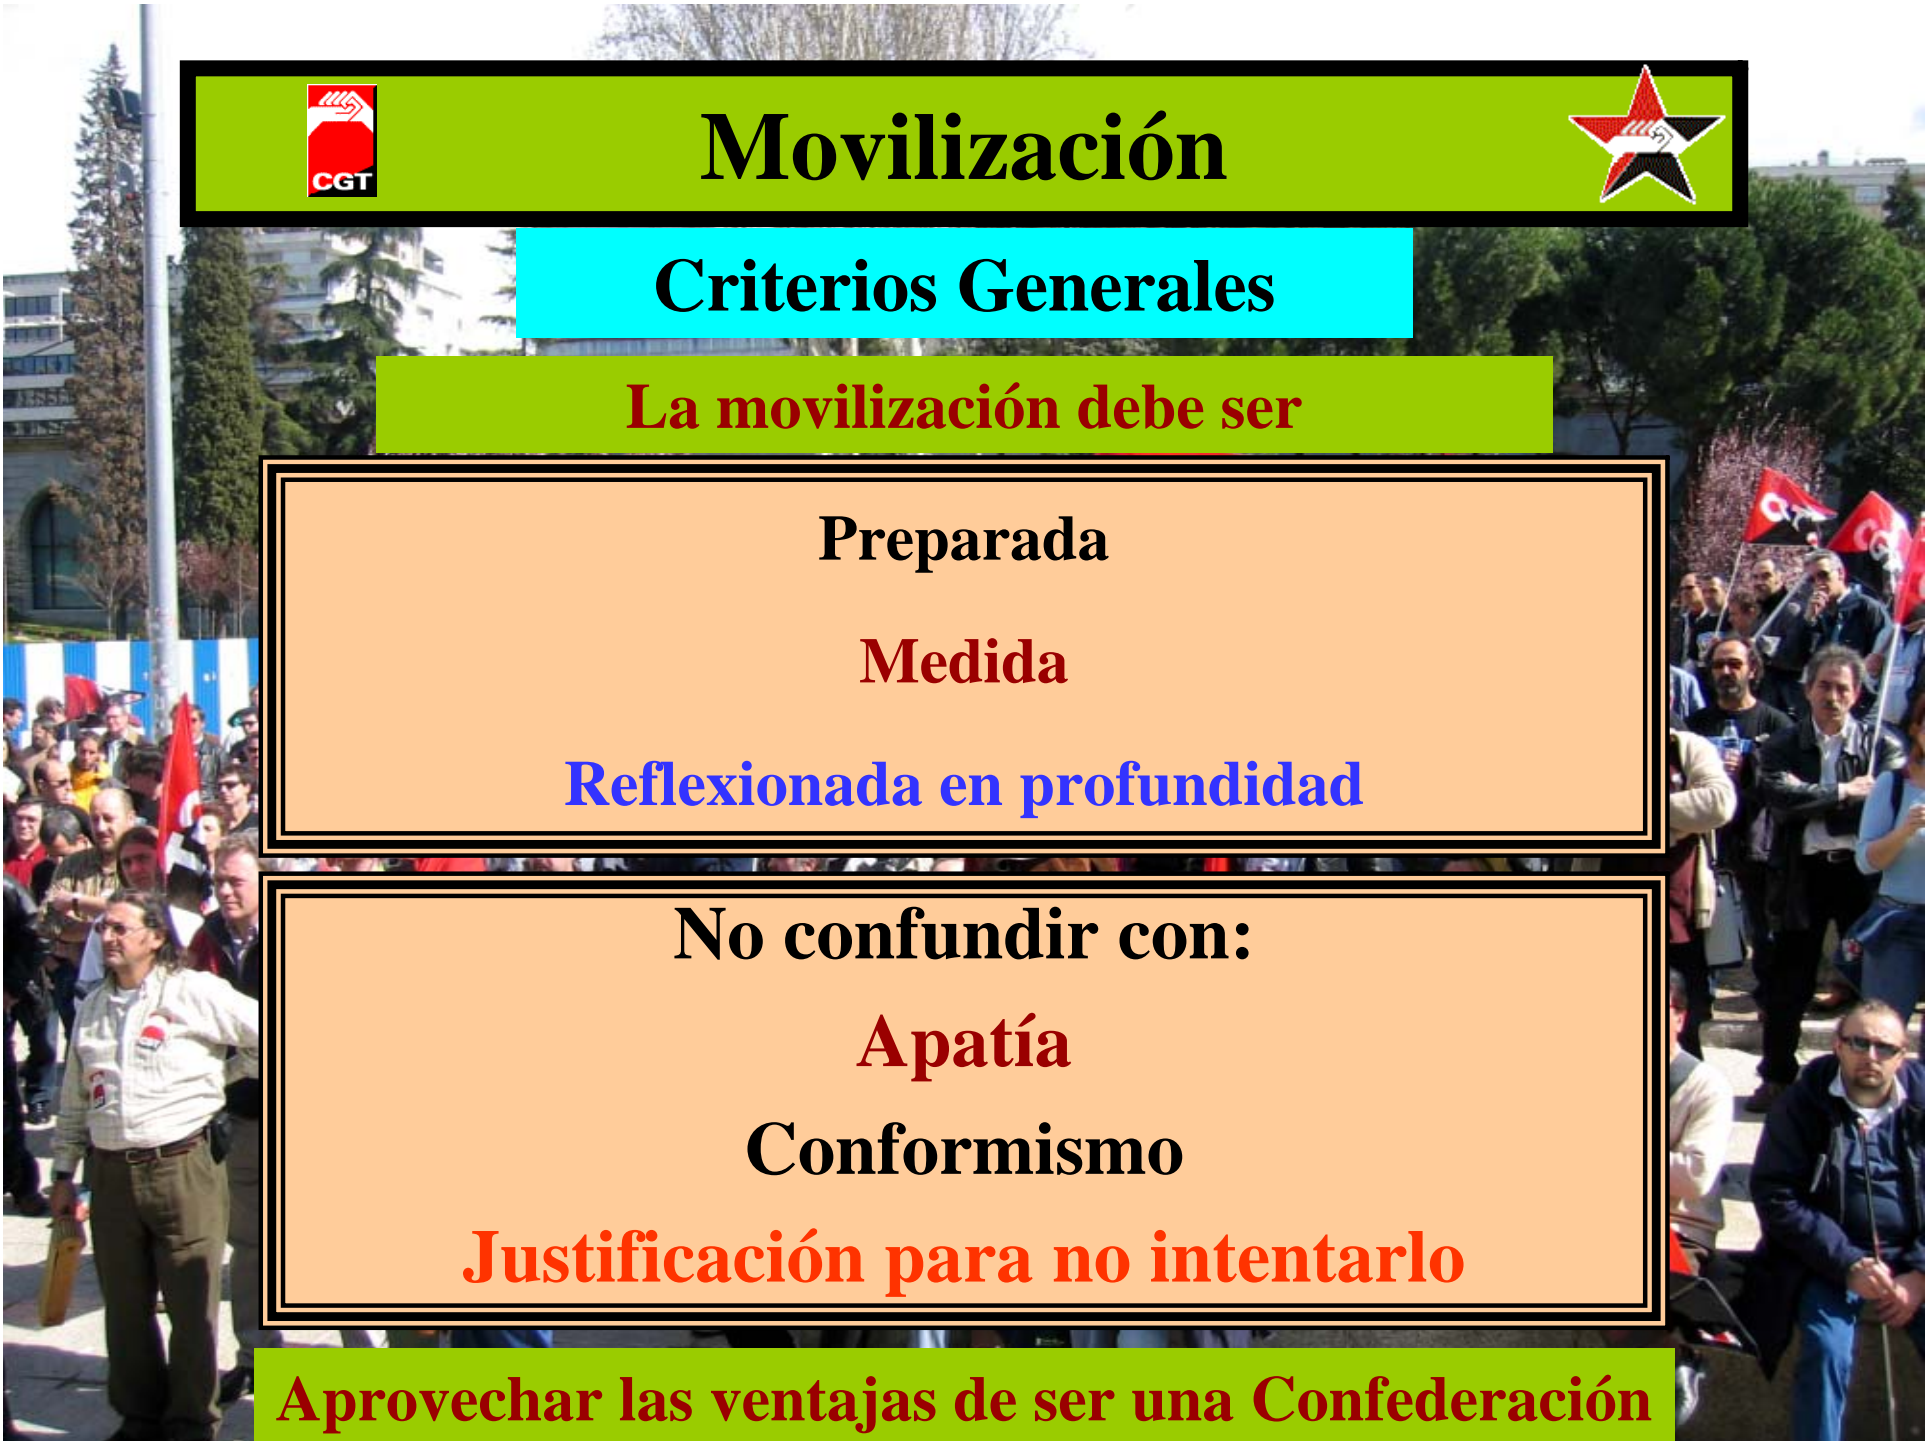 CGT
Movilización
Criterios Generales
La movilización debe ser
Preparada
Medida
Reflexionada en profundidad
No confundir con:
Apatía
Conformismo
Justificación para no intentarlo
Aprovechar las ventajas de ser una Confederación